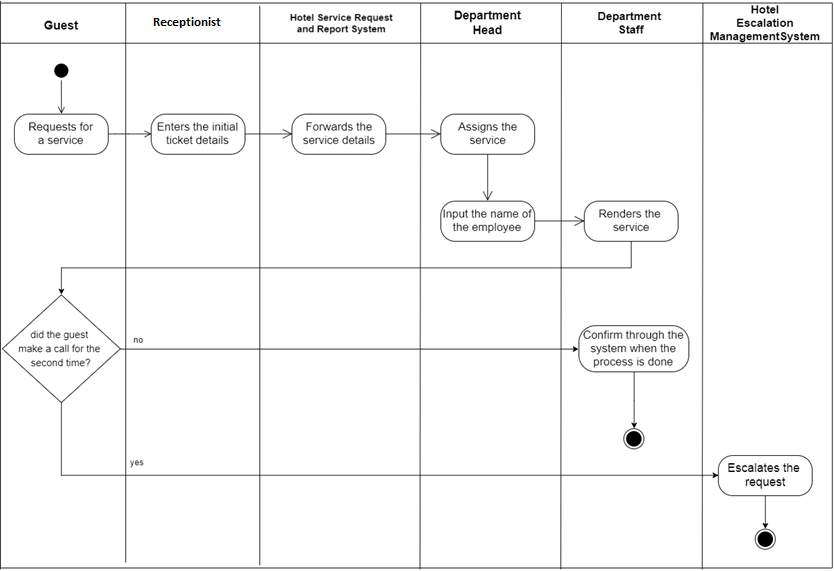 Guest
Receptionist
Hotel Service Request
and Report System
Department
Head
Department
Staff
Hotel
Escalation
ManagementSystem
Requests for
a service
Enters the initial
ticket details
Forwards the
service details
Assigns the
service
Input the name of
the employee
Renders the
service
did the guest
make a call for the
second time?
no
Confirm through the
system when the
process is done
yes
Escalates the
request